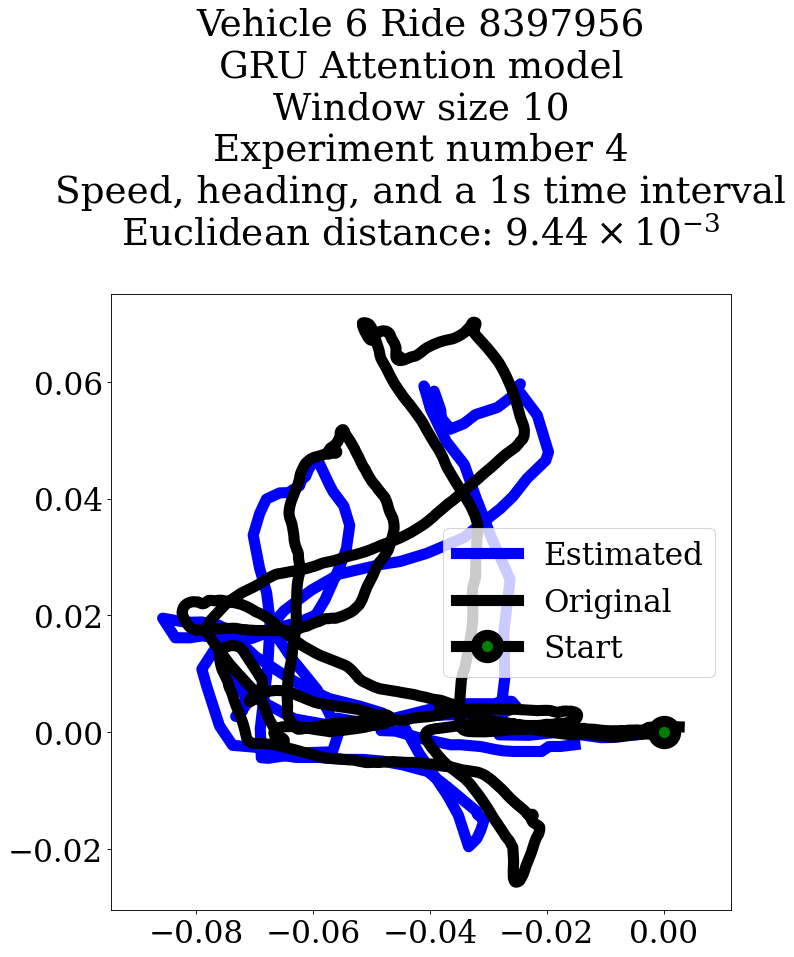 Vehicle 6 Ride 8397956
GRU Attention model
Window size 10
Experiment number 4
Speed, heading, and a 1s time interval
Euclidean distance: 9.44 × 10⁻³
0.06
0.04
0.02
0.00
−0.02
Estimated
Original
Start
−0.08 −0.06 −0.04 −0.02 0.00